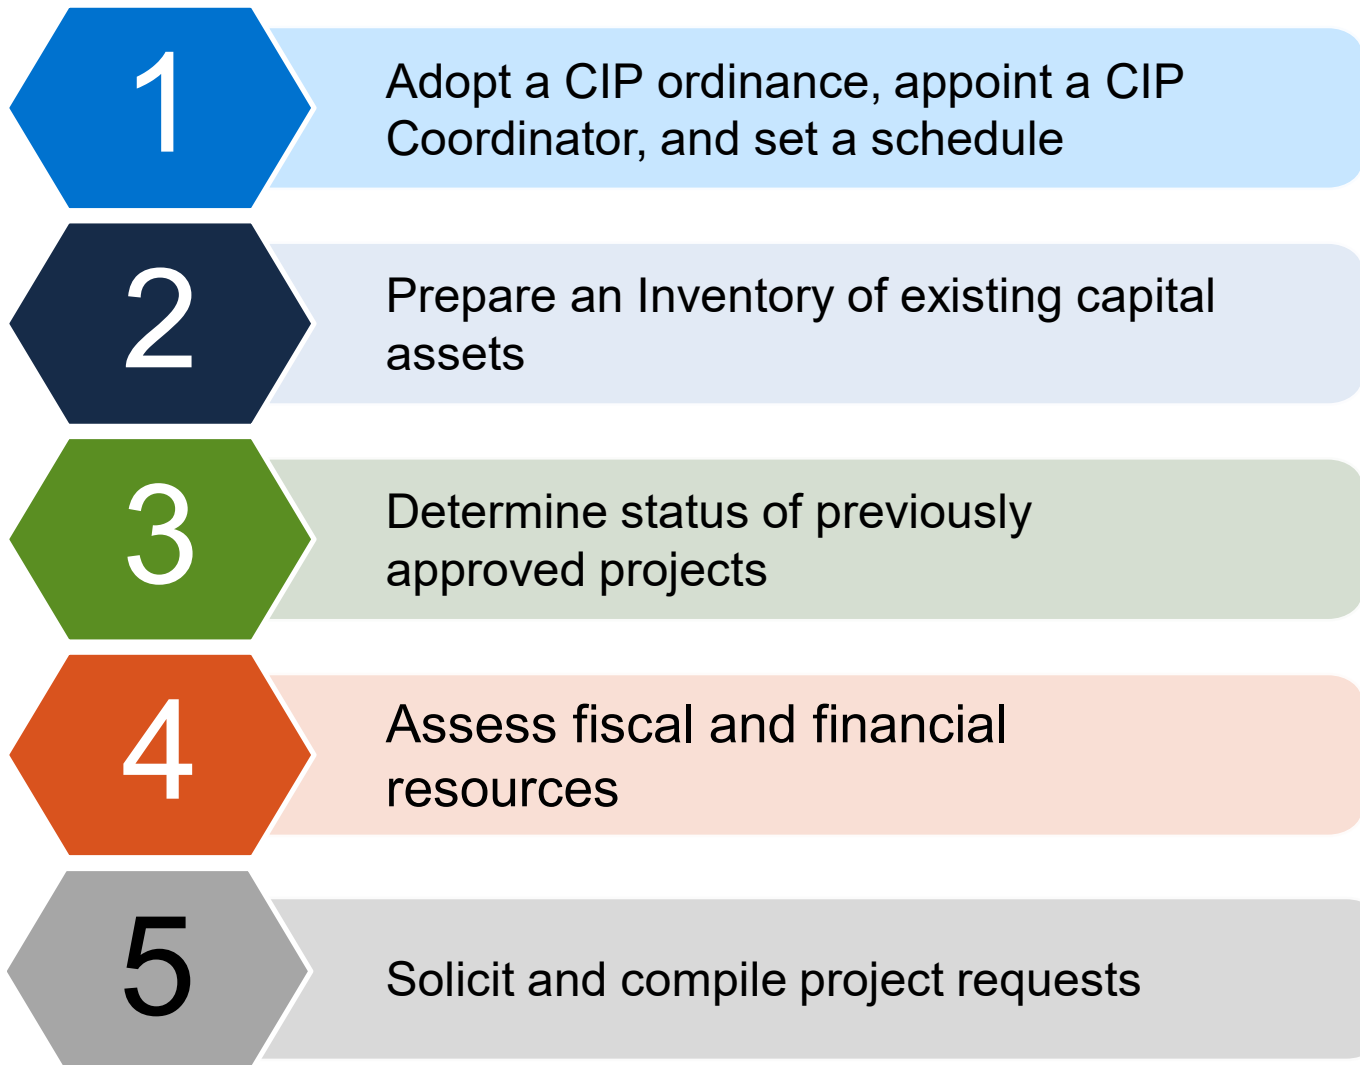 1
Adopt a CIP ordinance, appoint a CIP
Coordinator, and set a schedule
2
Prepare an Inventory of existing capital
assets
3
Determine status of previously
approved projects
4
Assess fiscal and financial
resources
5
Solicit and compile project requests